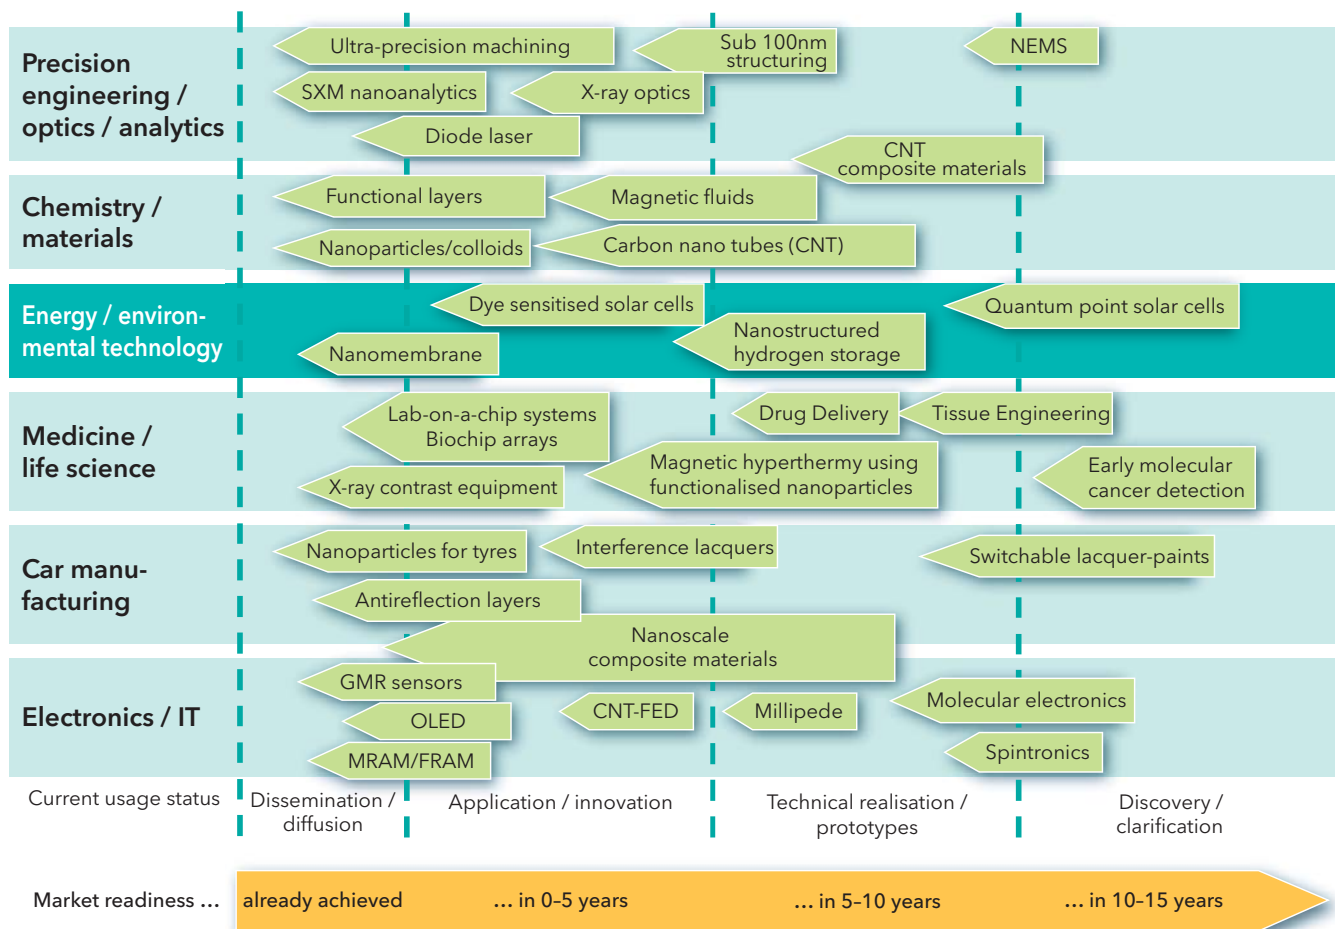 Precision
engineering /
optics / analytics
Ultra-precision machining
Sub 100nm
structuring
NEMS
SXM nanoanalytics
X-ray optics
Diode laser
CNT
composite materials
Chemistry /
materials
Functional layers
Magnetic fluids
Nanoparticles/colloids
Carbon nano tubes (CNT)
Energy / environ-
mental technology
Dye sensitised solar cells
Quantum point solar cells
Nanomembrane
Nanostructured
hydrogen storage
Medicine /
life science
Lab-on-a-chip systems
Biochip arrays
Drug Delivery
Tissue Engineering
X-ray contrast equipment
Magnetic hyperthermy using
functionalised nanoparticles
Early molecular
cancer detection
Car manu-
facturing
Nanoparticles for tyres
Interference lacquers
Switchable lacquer-paints
Antireflection layers
Nanoscale
composite materials
Electronics / IT
GMR sensors
OLED
CNT-FED
Millipede
Molecular electronics
MRAM/FRAM
Spintronics
Current usage status
Dissemination /
diffusion
Application / innovation
Technical realisation /
prototypes
Discovery /
clarification
Market readiness ...
already achieved
... in 0–5 years
... in 5–10 years
... in 10–15 years